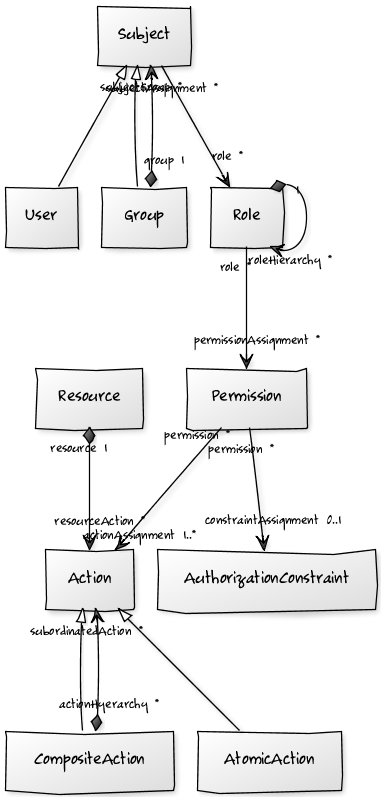 Subject
subjectAssignment *
group 1
role *
User
Group
Role
1
roleHierarchy *
role *
permissionAssignment *
Resource
Permission
permission *
resource 1
permission *
resourceAction *
constraintAssignment 0..1
actionAssignment 1..*
Action
AuthorizationConstraint
subordinatedAction *
actionHyerarchy *
CompositeAction
AtomicAction